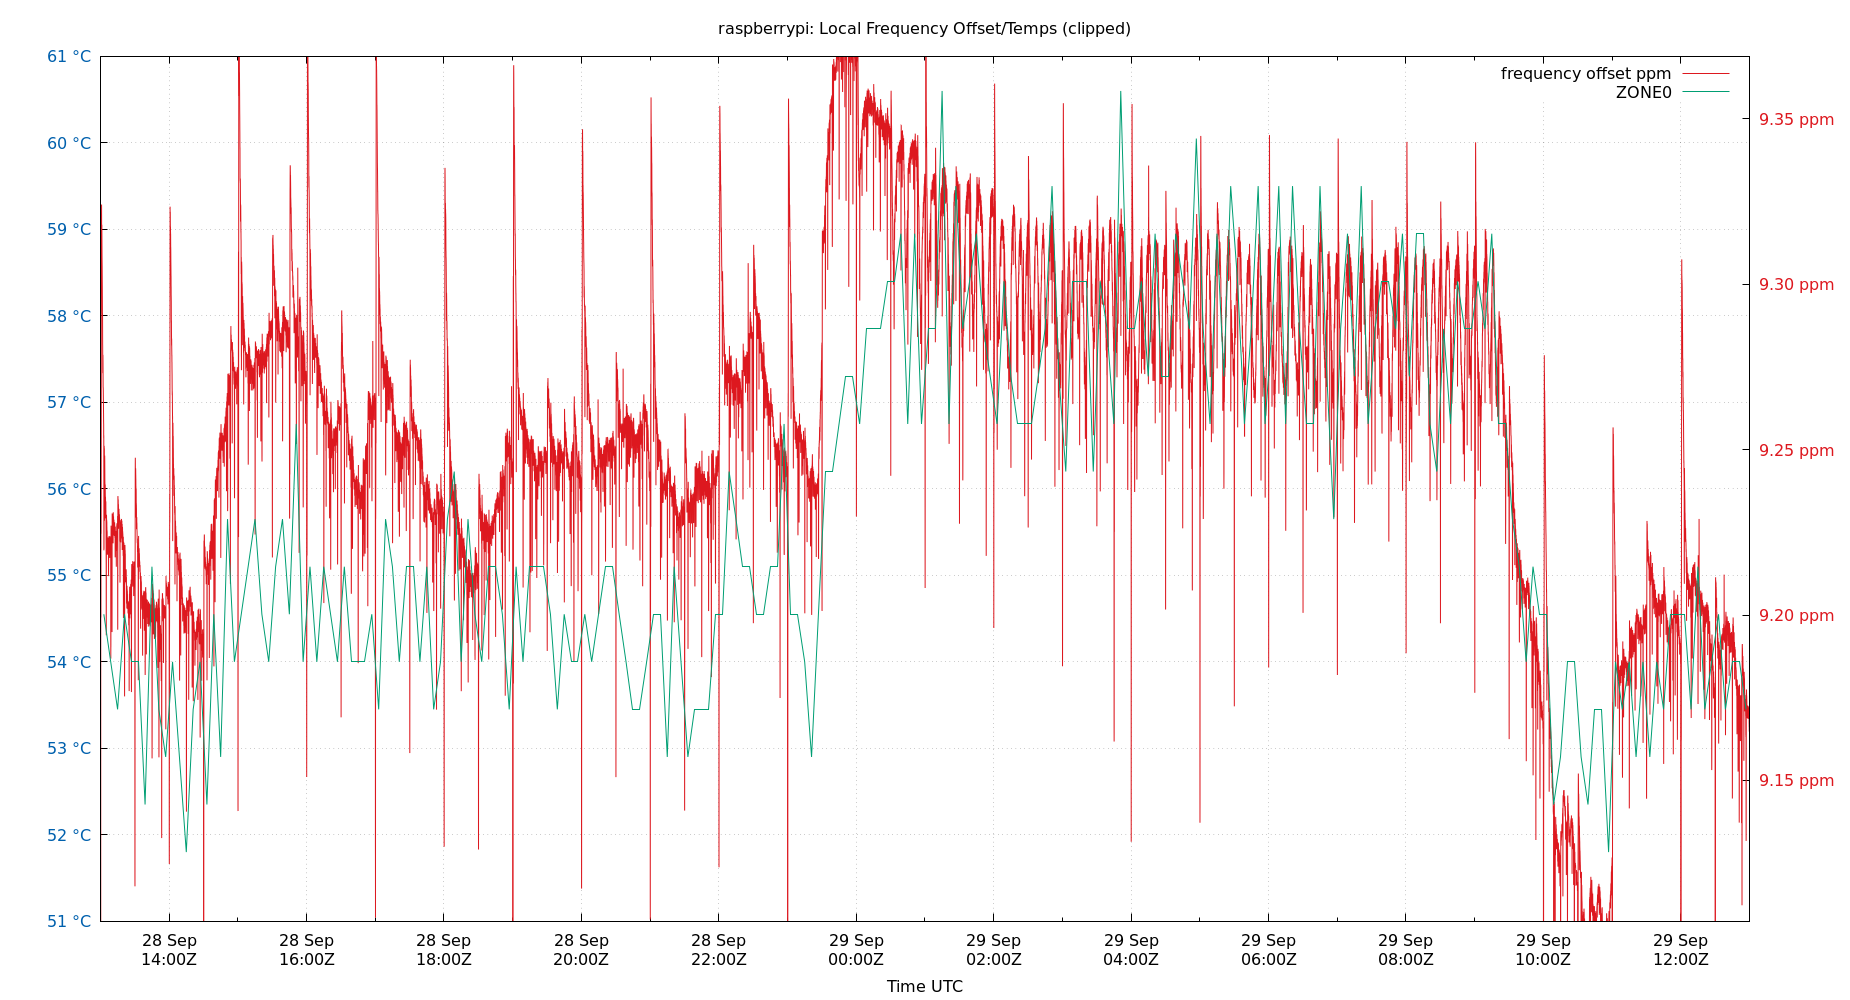 raspberrypi: Local Frequency Offset/Temps (clipped)
frequency offset ppm
ZONE0
61 °C
60 °C
59 °C
58 °C
57 °C
56 °C
55 °C
54 °C
53 °C
52 °C
51 °C
9.35 ppm
9.30 ppm
9.25 ppm
9.20 ppm
9.15 ppm
28 Sep
14:00Z
28 Sep
16:00Z
28 Sep
18:00Z
28 Sep
20:00Z
28 Sep
22:00Z
29 Sep
00:00Z
29 Sep
02:00Z
29 Sep
04:00Z
29 Sep
06:00Z
29 Sep
08:00Z
29 Sep
10:00Z
29 Sep
12:00Z
Time UTC